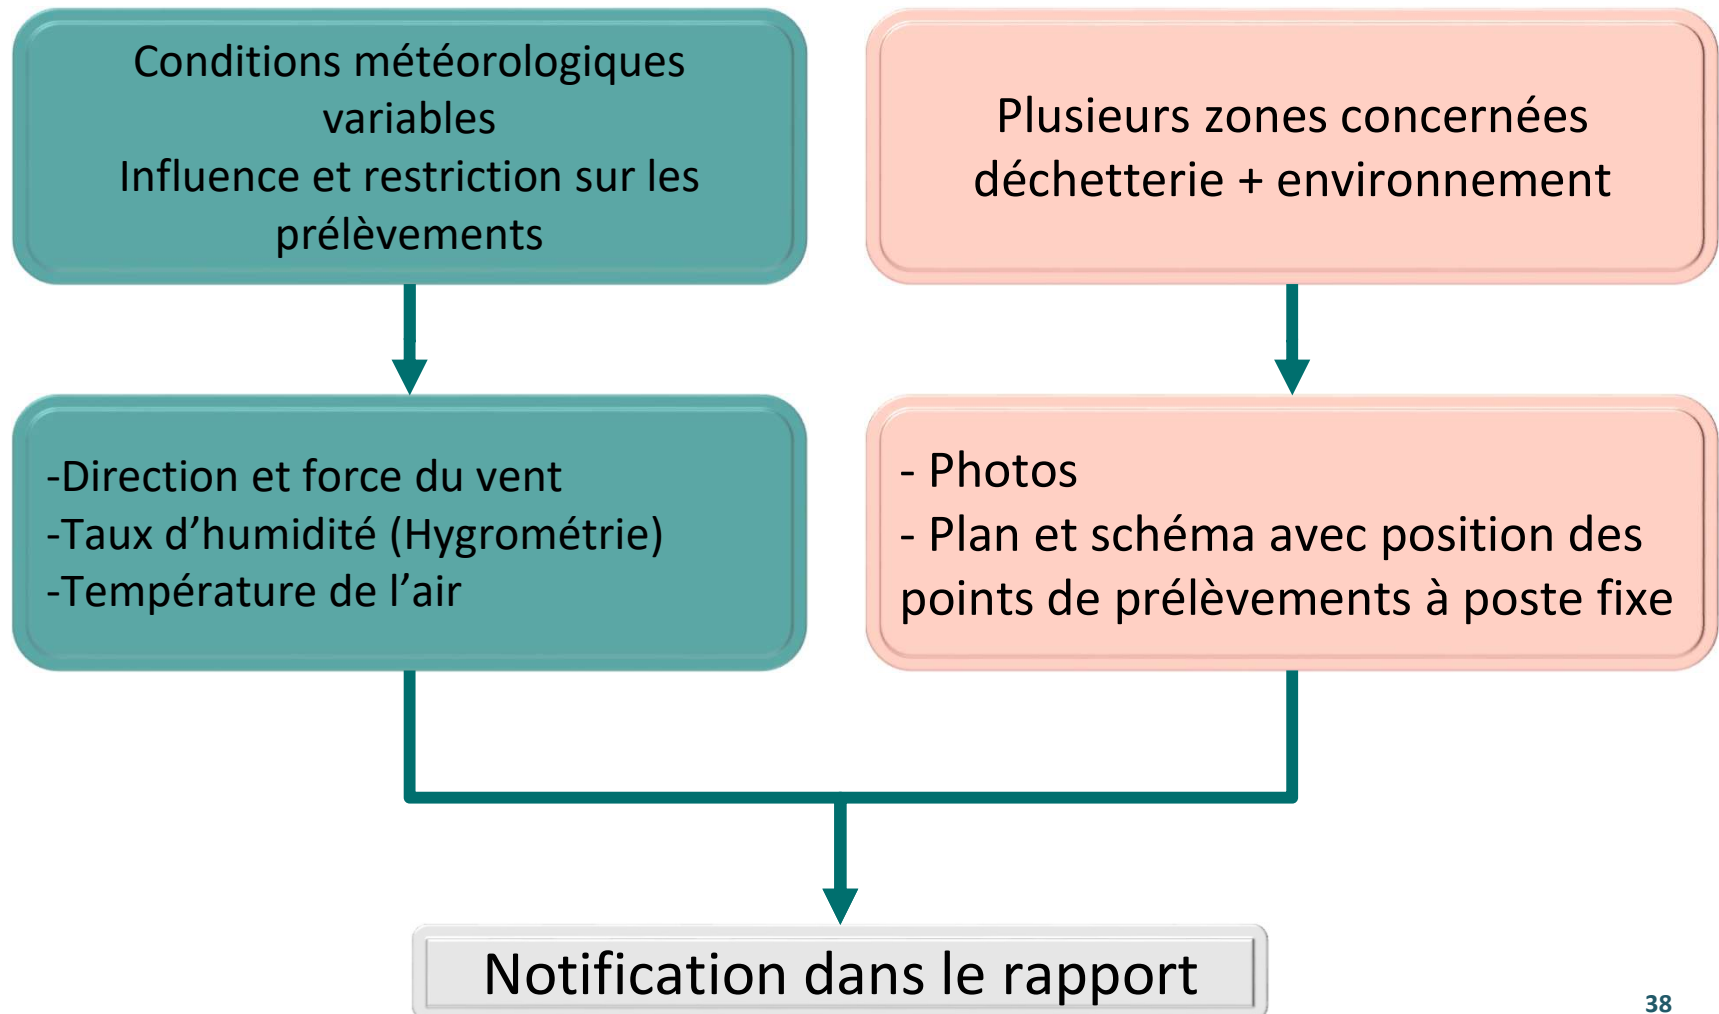 Conditions météorologiques
variables
Influence et restriction sur les
prélèvements
Plusieurs zones concernées
déchetterie + environnement
-Direction et force du vent
-Taux d’humidité (Hygrométrie)
-Température de l’air
- Photos
- Plan et schéma avec position des
points de prélèvements à poste fixe
Notification dans le rapport
38